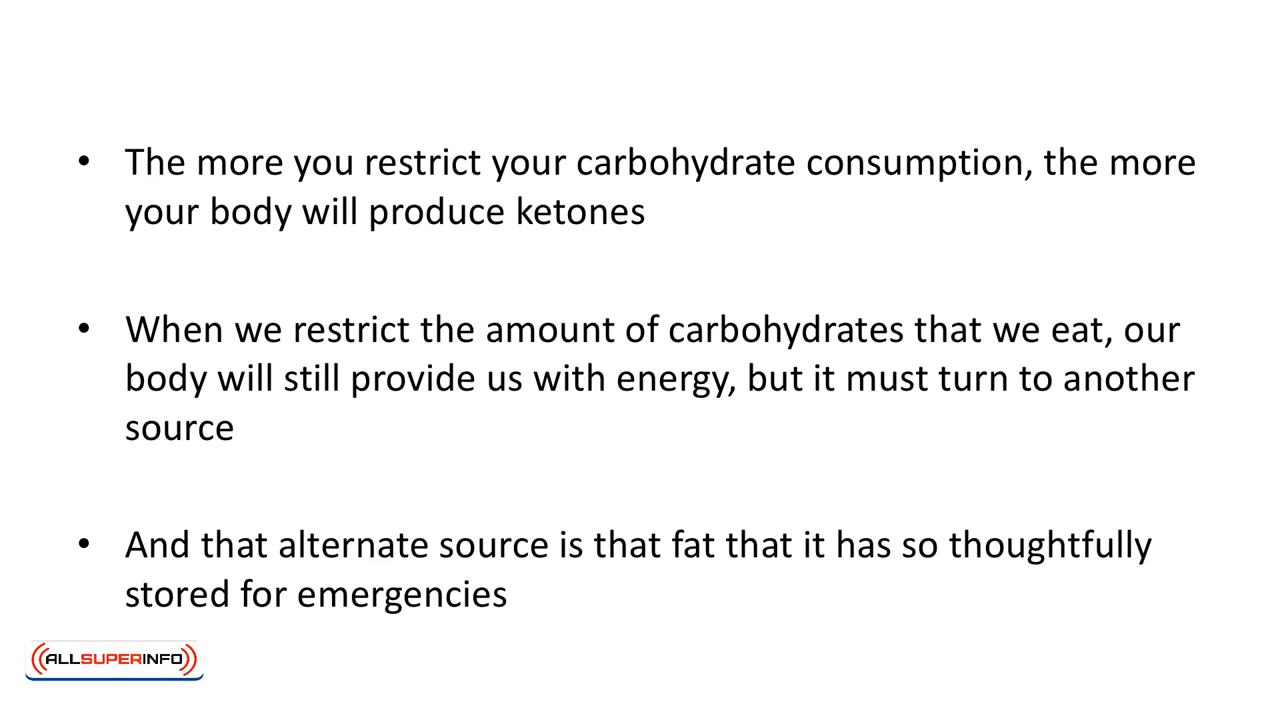 • The more you restrict your carbohydrate consumption, the more
your body will produce ketones
• When we restrict the amount of carbohydrates that we eat, our
body will still provide us with energy, but it must turn to another
source
• And that alternate source is that fat that it has so thoughtfully
stored for emergencies
ALLSUPERINFO